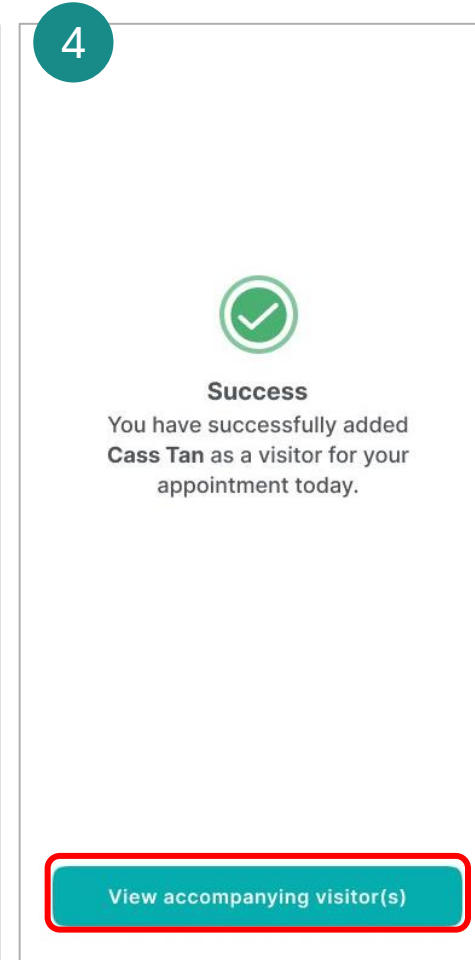 4
Success
You have successfully added
Cass Tan as a visitor for your
appointment today.
View accompanying visitor(s)